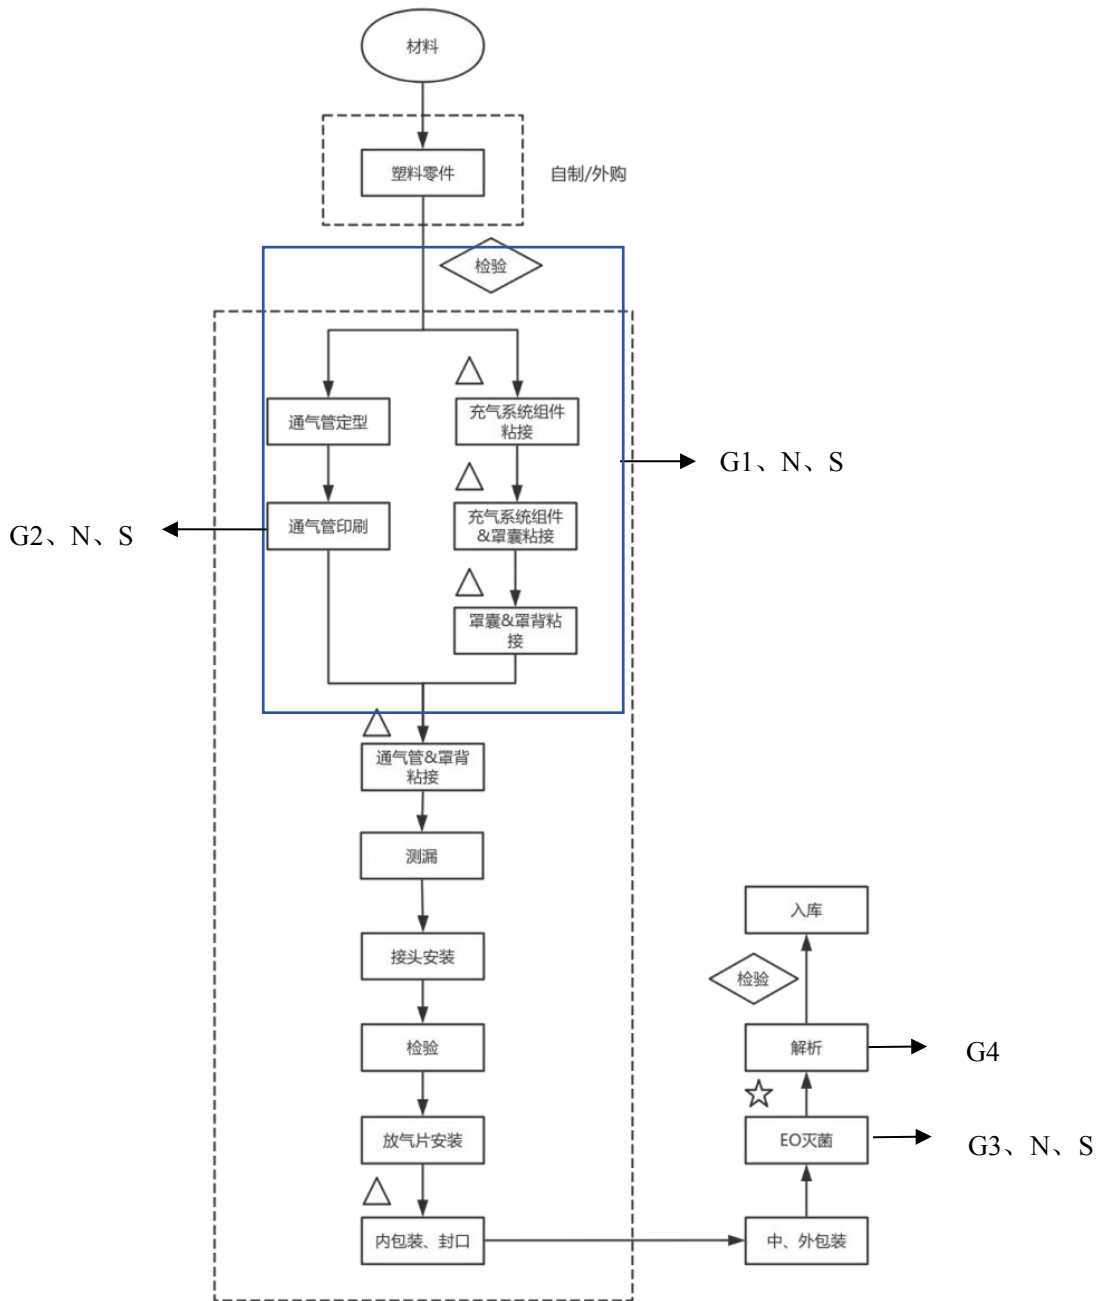 材料
塑料零件
自制/外购
检验
通气管定型
充气系统组件
粘接
G1、N、S
通气管印刷
充气系统组件
&罩囊粘接
G2、N、S
罩囊&罩背粘
接
通气管&罩背
粘接
测漏
接头安装
检验
放气片安装
内包装、封口
中、外包装
EO灭菌
G3、N、S
解析
G4
检验
入库